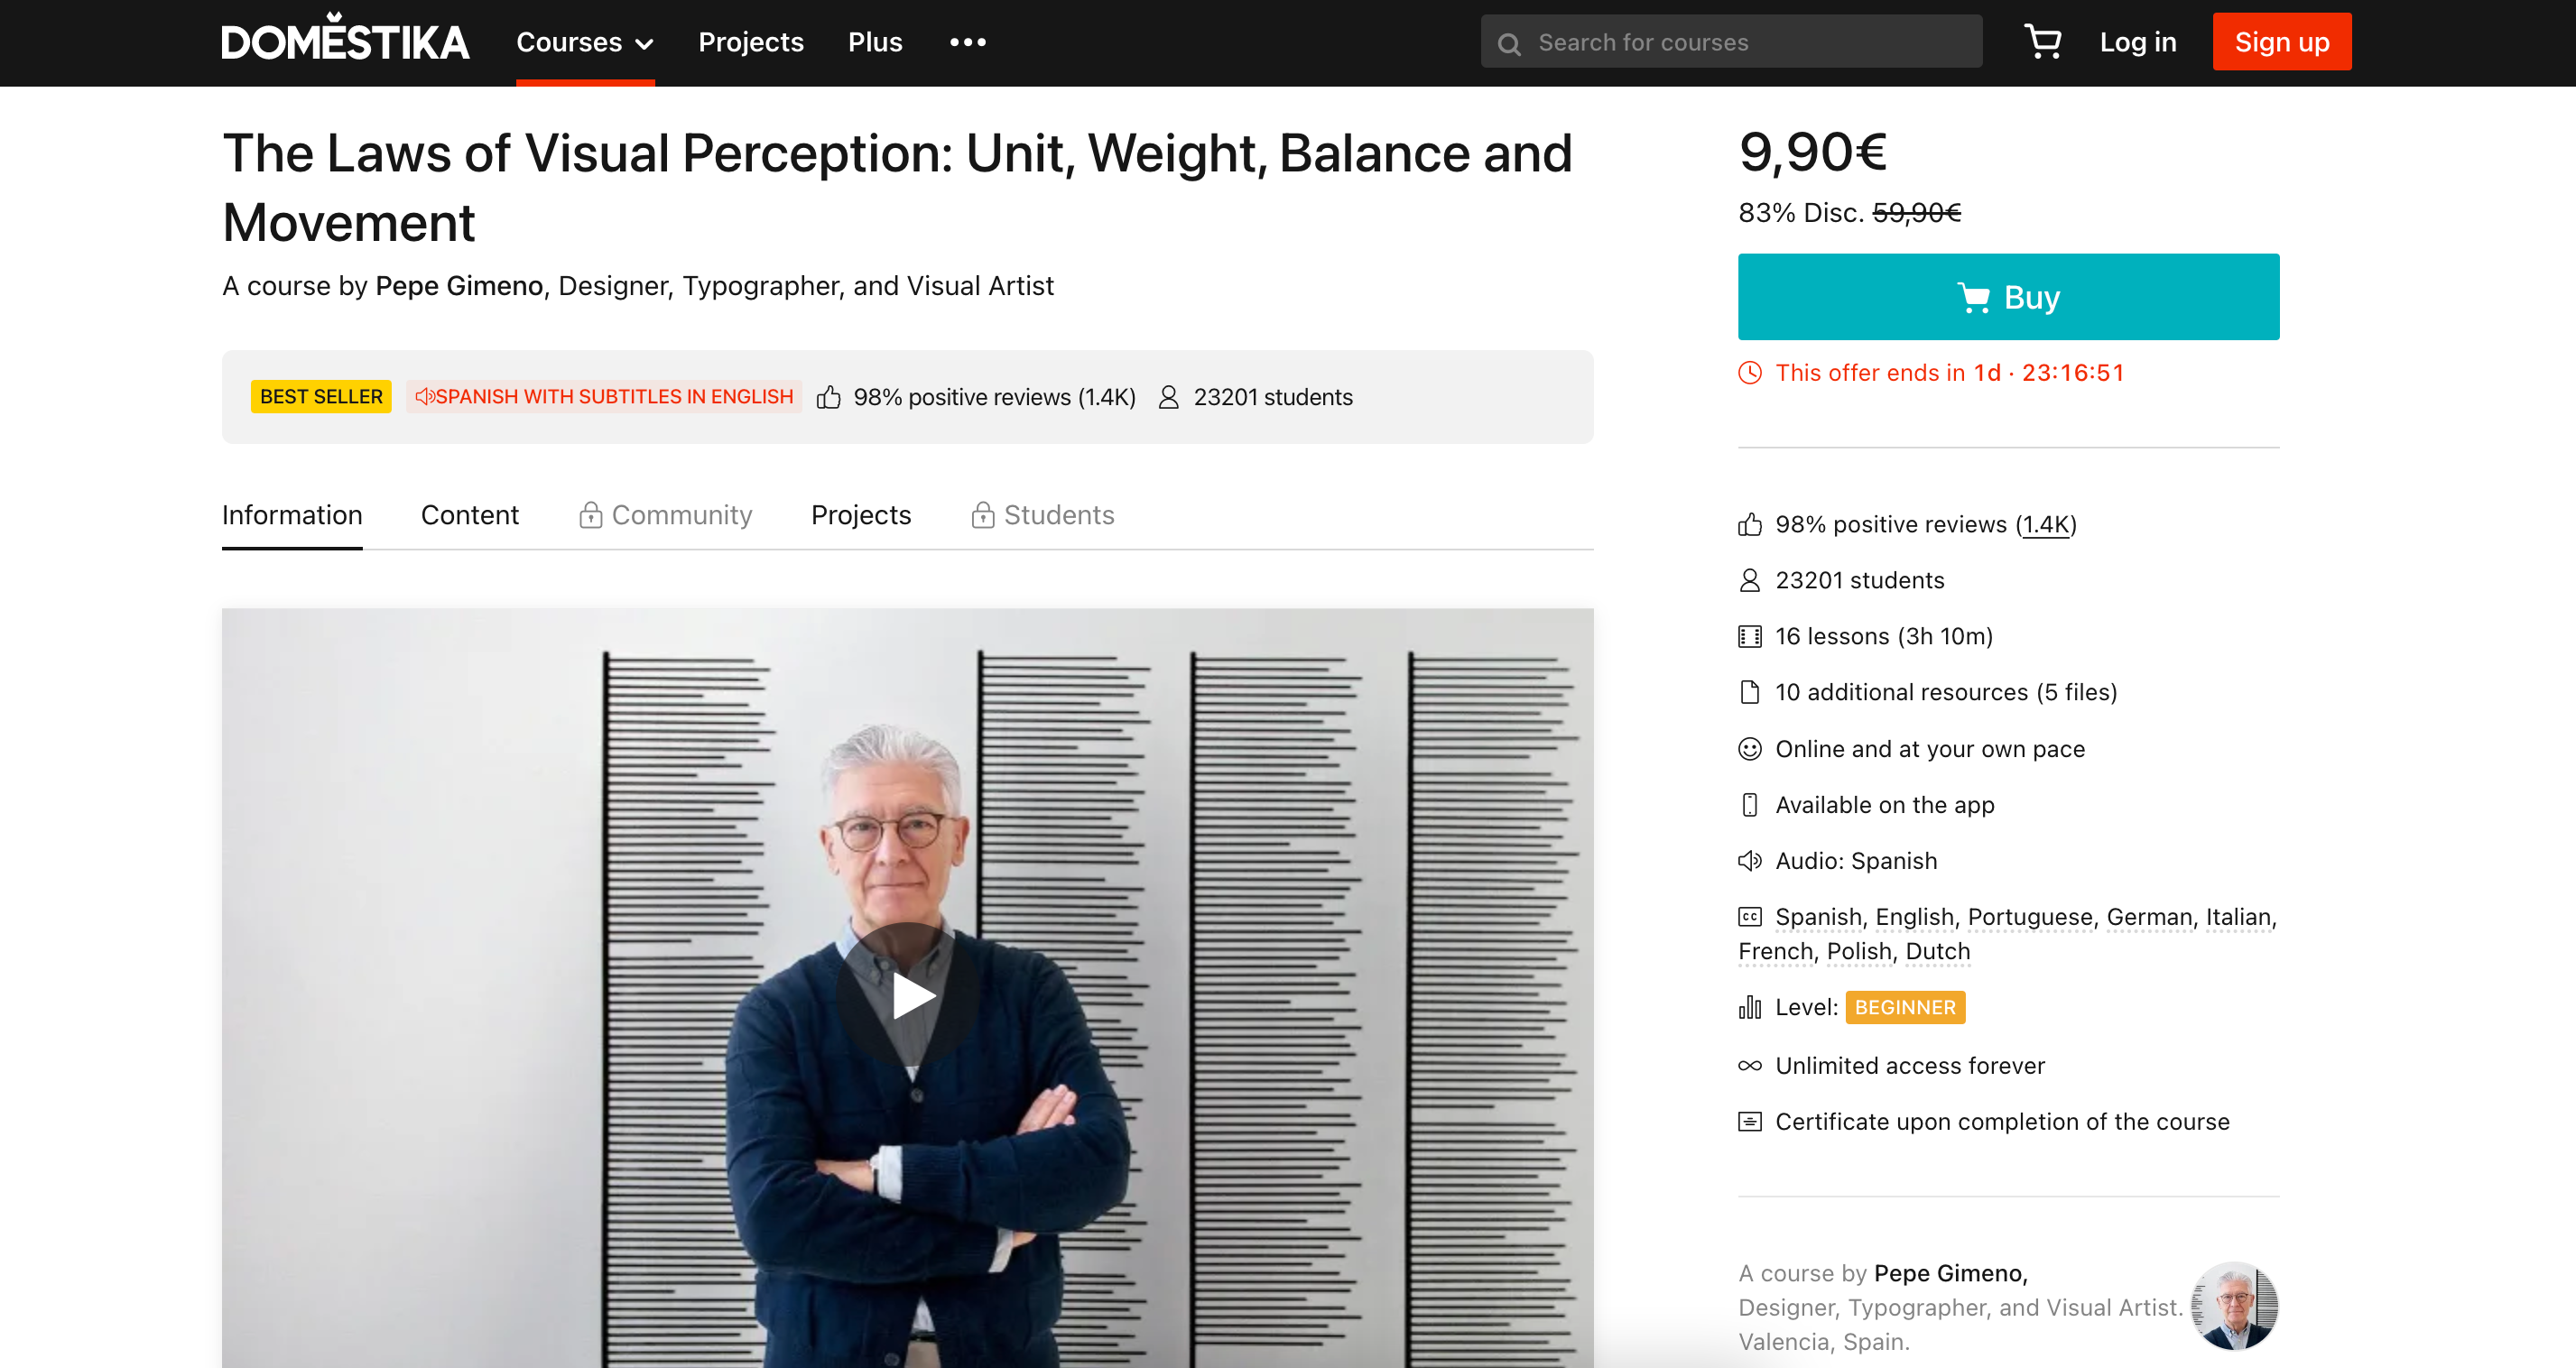 DOMESTIKA
Courses
Projects
Plus
Search for courses
Log in
Sign up
The Laws of Visual Perception: Unit, Weight, Balance and
Movement
A course by Pepe Gimeno, Designer, Typographer, and Visual Artist
BEST SELLER
SPANISH WITH SUBTITLES IN ENGLISH
98% positive reviews (1.4K)
23201 students
Information
Content
Community
Projects
Students
9,90€
83% Disc. 59,90€
Buy
This offer ends in 1d · 23:16:51
98% positive reviews (1.4K)
23201 students
16 lessons (3h 10m)
10 additional resources (5 files)
Online and at your own pace
Available on the app
Audio: Spanish
CC Spanish, English, Portuguese, German, Italian,
French, Polish, Dutch
Level: BEGINNER
Unlimited access forever
Certificate upon completion of the course
A course by Pepe Gimeno,
Designer, Typographer, and Visual Artist.
Valencia, Spain.